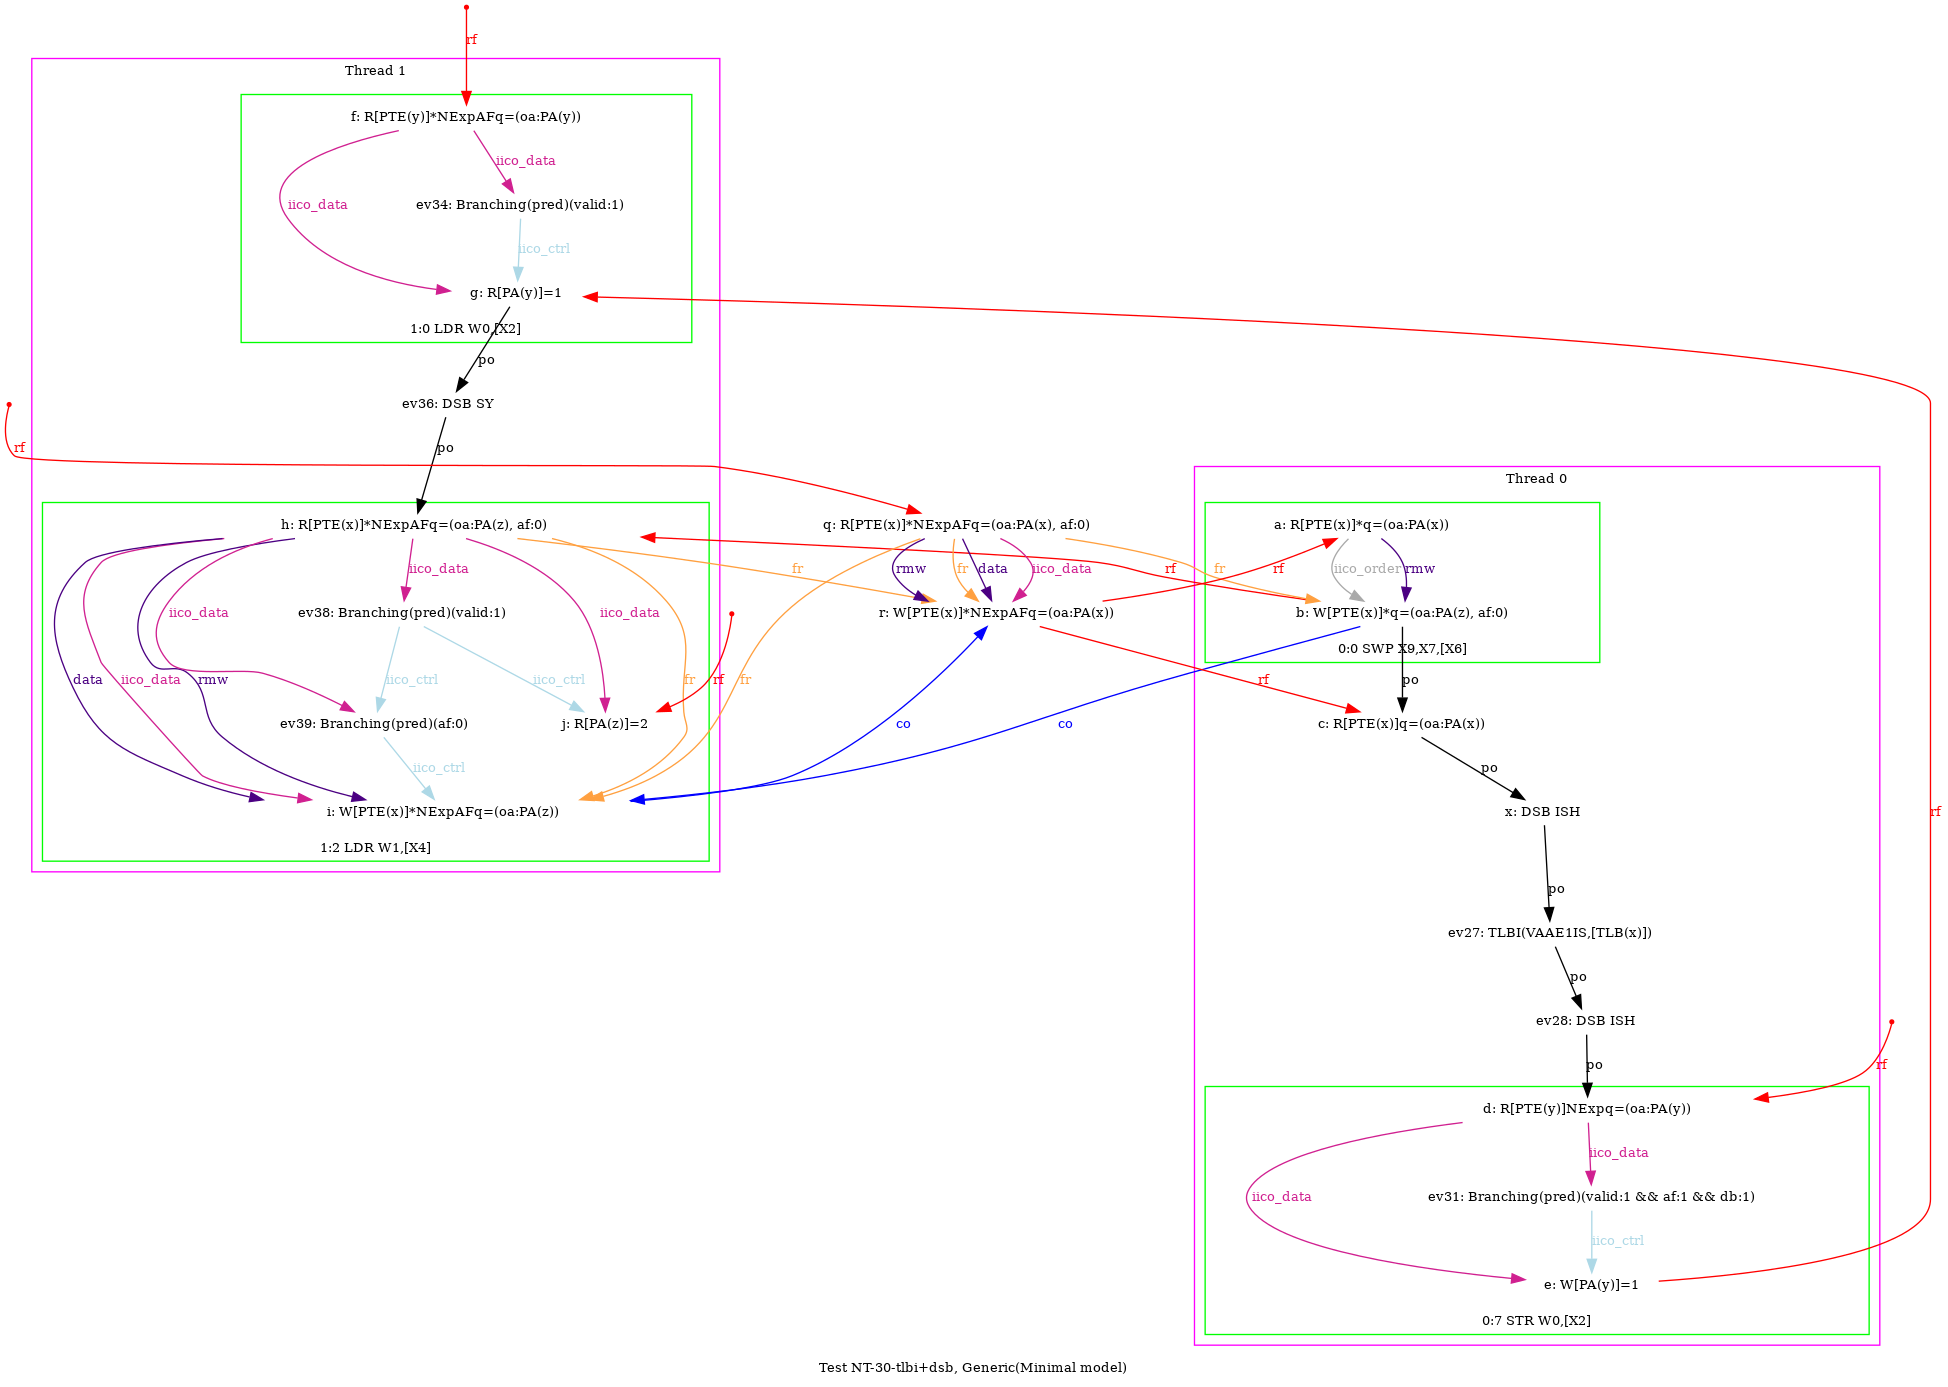 rf
Thread 1
f: R[PTE(y)]*NExpAFq=(oa:PA(y))
iico_data
iico_data
ev34: Branching(pred)(valid:1)
iico_ctrl
g: R[PA(y)]=1
1:0 LDR W0,[X2]
po
ev36: DSB SY
rf
po
Thread 0
h: R[PTE(x)]*NExpAFq=(oa:PA(z), af:0)
q: R[PTE(x)]*NExpAFq=(oa:PA(x), af:0)
a: R[PTE(x)]*q=(oa:PA(x))
iico_data
fr
rmw
fr
data
iico_data
rf
fr
rf
iico_order
rmw
iico_data
ev38: Branching(pred)(valid:1)
iico_data
r: W[PTE(x)]*NExpAFq=(oa:PA(x))
b: W[PTE(x)]*q=(oa:PA(z), af:0)
0:0 SWP X9,X7,[X6]
data
iico_data
rmw
iico_ctrl
iico_ctrl
fr
rf
fr
rf
po
ev39: Branching(pred)(af:0)
j: R[PA(z)]=2
co
co
c: R[PTE(x)]q=(oa:PA(x))
iico_ctrl
po
i: W[PTE(x)]*NExpAFq=(oa:PA(z))
x: DSB ISH
rf
1:2 LDR W1,[X4]
po
ev27: TLBI(VAAE1IS,[TLB(x)])
po
ev28: DSB ISH
po
rf
d: R[PTE(y)]NExpq=(oa:PA(y))
iico_data
iico_data
ev31: Branching(pred)(valid:1 && af:1 && db:1)
iico_ctrl
e: W[PA(y)]=1
0:7 STR W0,[X2]
Test NT-30-tlbi+dsb, Generic(Minimal model)